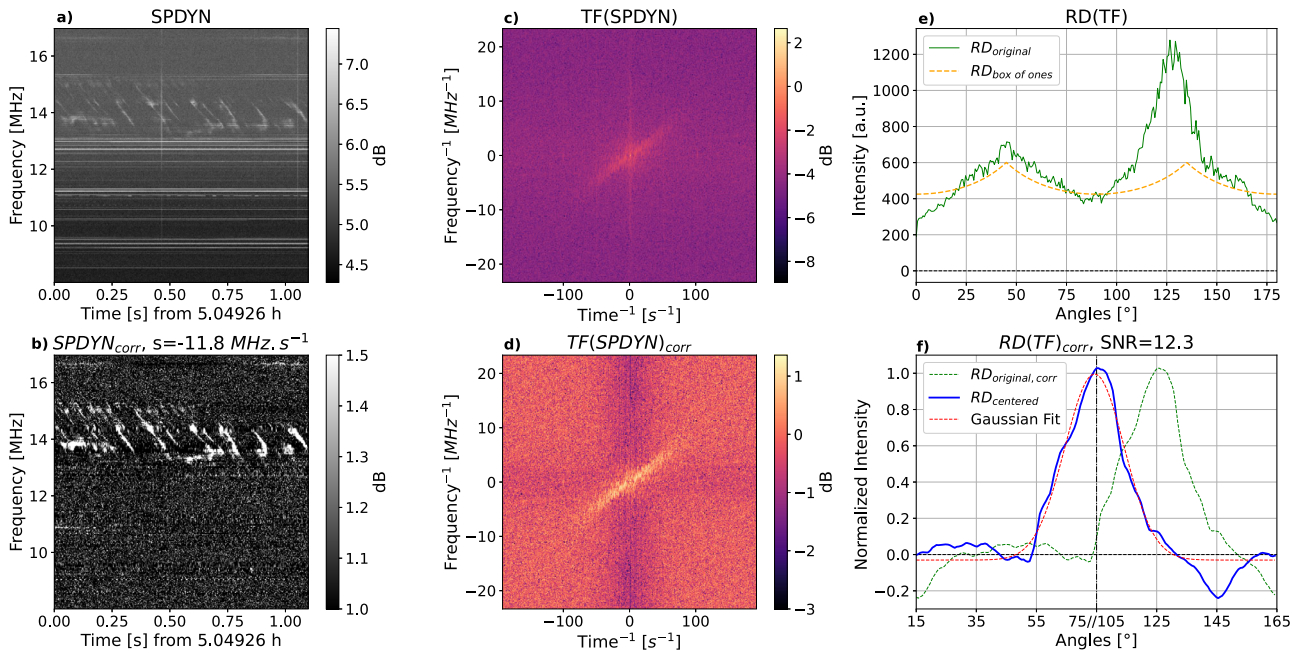 a) SPDYN
16
14
12
10
Frequency [MHz]
0.00 0.25 0.50 0.75 1.00
Time [s] from 5.04926 h
7.0
6.5
6.0
5.5
5.0
4.5
dB
c) TF(SPDYN)
20
10
0
−10
−20
Frequency⁻¹ [MHz⁻¹]
−100 0 100
Time⁻¹ [s⁻¹]
2
0
−2
−4
−6
−8
dB
e) RD(TF)
RD_original
RD_box of ones
1200
1000
800
600
400
200
0
Intensity [a.u.]
0 25 50 75 100 125 150 175
Angles [°]
b) SPDYN_corr, s=-11.8 MHz.s⁻¹
16
14
12
10
Frequency [MHz]
0.00 0.25 0.50 0.75 1.00
Time [s] from 5.04926 h
1.5
1.4
1.3
1.2
1.1
1.0
dB
d) TF(SPDYN)_corr
20
10
0
−10
−20
Frequency⁻¹ [MHz⁻¹]
−100 0 100
Time⁻¹ [s⁻¹]
1
0
−1
−2
−3
dB
f) RD(TF)_corr, SNR=12.3
RD_original, corr
RD_centered
Gaussian Fit
1.0
0.8
0.6
0.4
0.2
0.0
−0.2
Normalized Intensity
15 35 55 75//105 125 145 165
Angles [°]